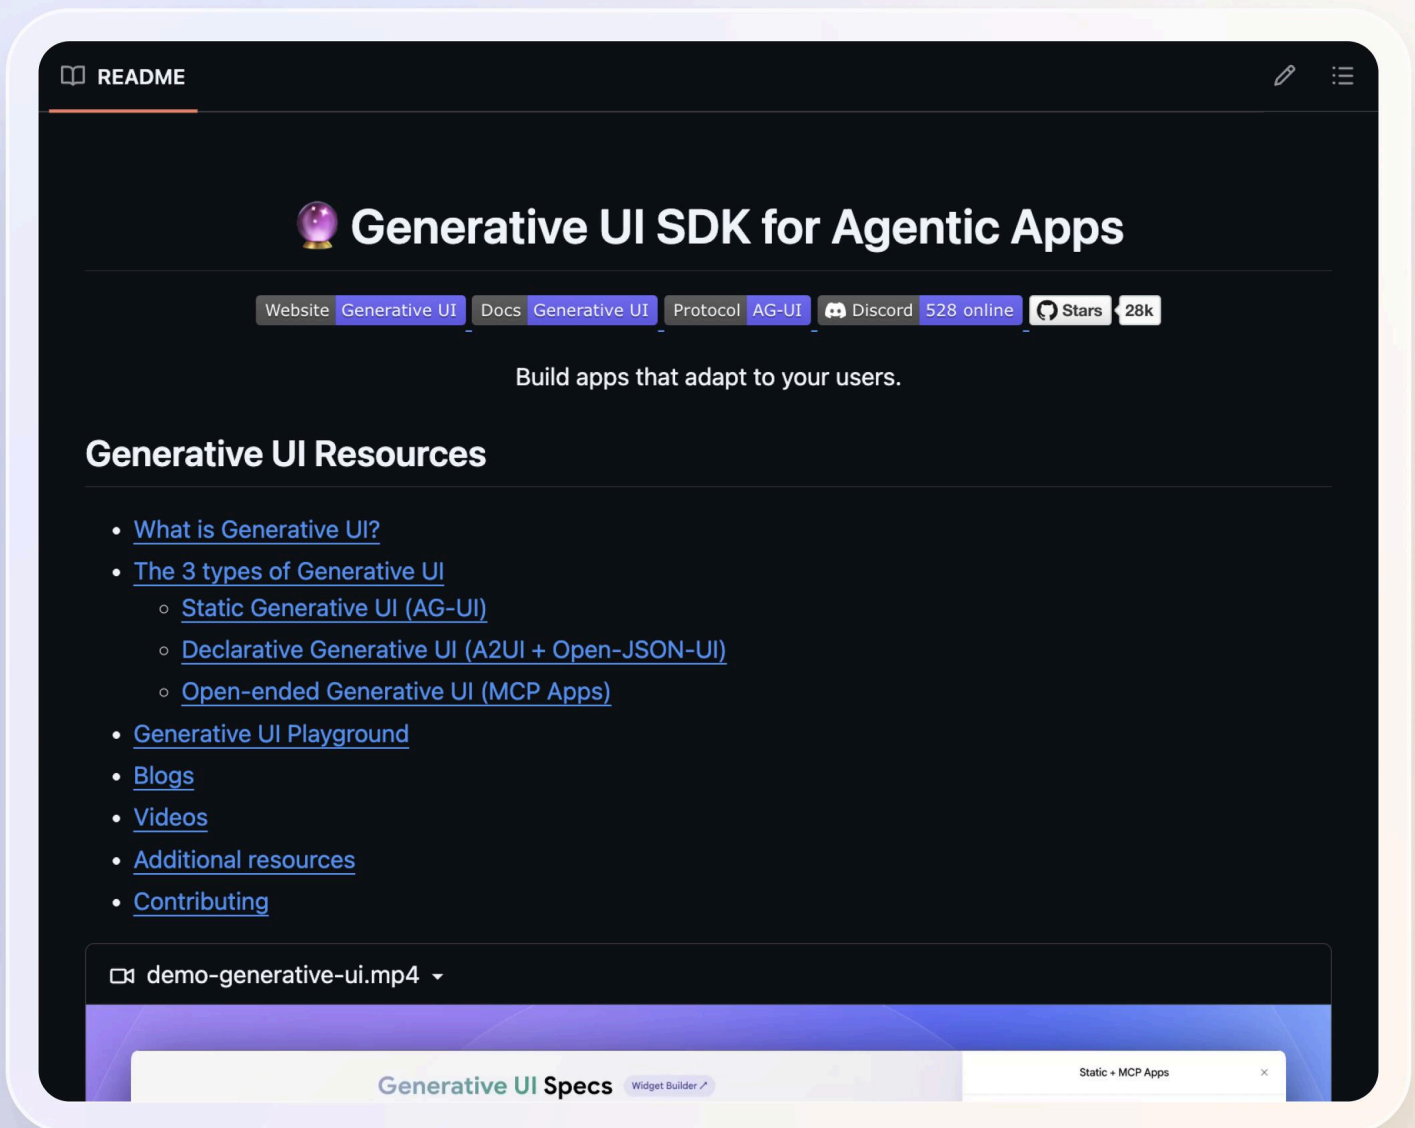 README
Generative UI SDK for Agentic Apps
Website Generative UI Docs Generative UI Protocol AG-UI Discord 528 online Stars 28k
Build apps that adapt to your users.
Generative UI Resources
What is Generative UI?
The 3 types of Generative UI
Static Generative UI (AG-UI)
Declarative Generative UI (A2UI + Open-JSON-UI)
Open-ended Generative UI (MCP Apps)
Generative UI Playground
Blogs
Videos
Additional resources
Contributing
demo-generative-ui.mp4
Generative UI Specs Widget Builder
Static + MCP Apps